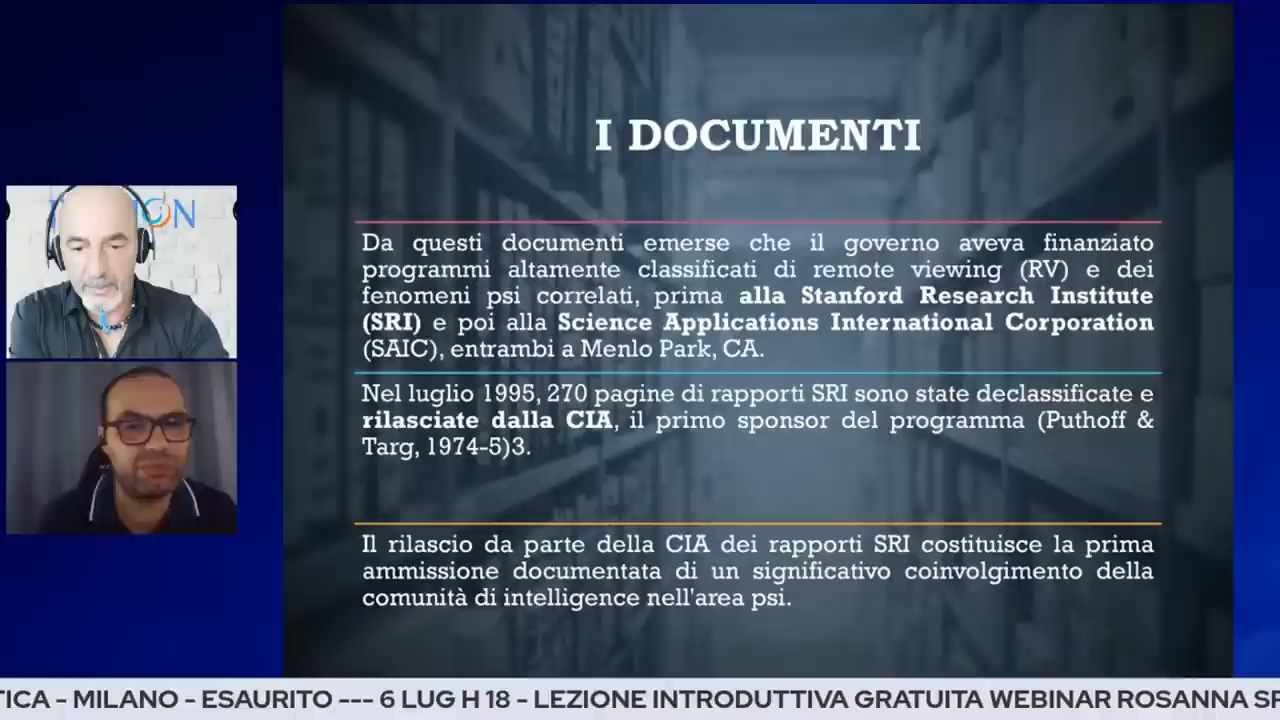 I DOCUMENTI
Da questi documenti emerse che il governo aveva finanziato
programmi altamente classificati di remote viewing (RV) e dei
fenomeni psi correlati, prima alla Stanford Research Institute
(SRI) e poi alla Science Applications International Corporation
(SAIC), entrambi a Menlo Park, CA.
Nel luglio 1995, 270 pagine di rapporti SRI sono state declassificate e
rilasciate dalla CIA, il primo sponsor del programma (Puthoff &
Targ, 1974-5)3.
Il rilascio da parte della CIA dei rapporti SRI costituisce la prima
ammissione documentata di un significativo coinvolgimento della
comunità di intelligence nell'area psi.
TICA - MILANO - ESAURITO --- 6 LUG H 18 - LEZIONE INTRODUTTIVA GRATUITA WEBINAR ROSANNA SP